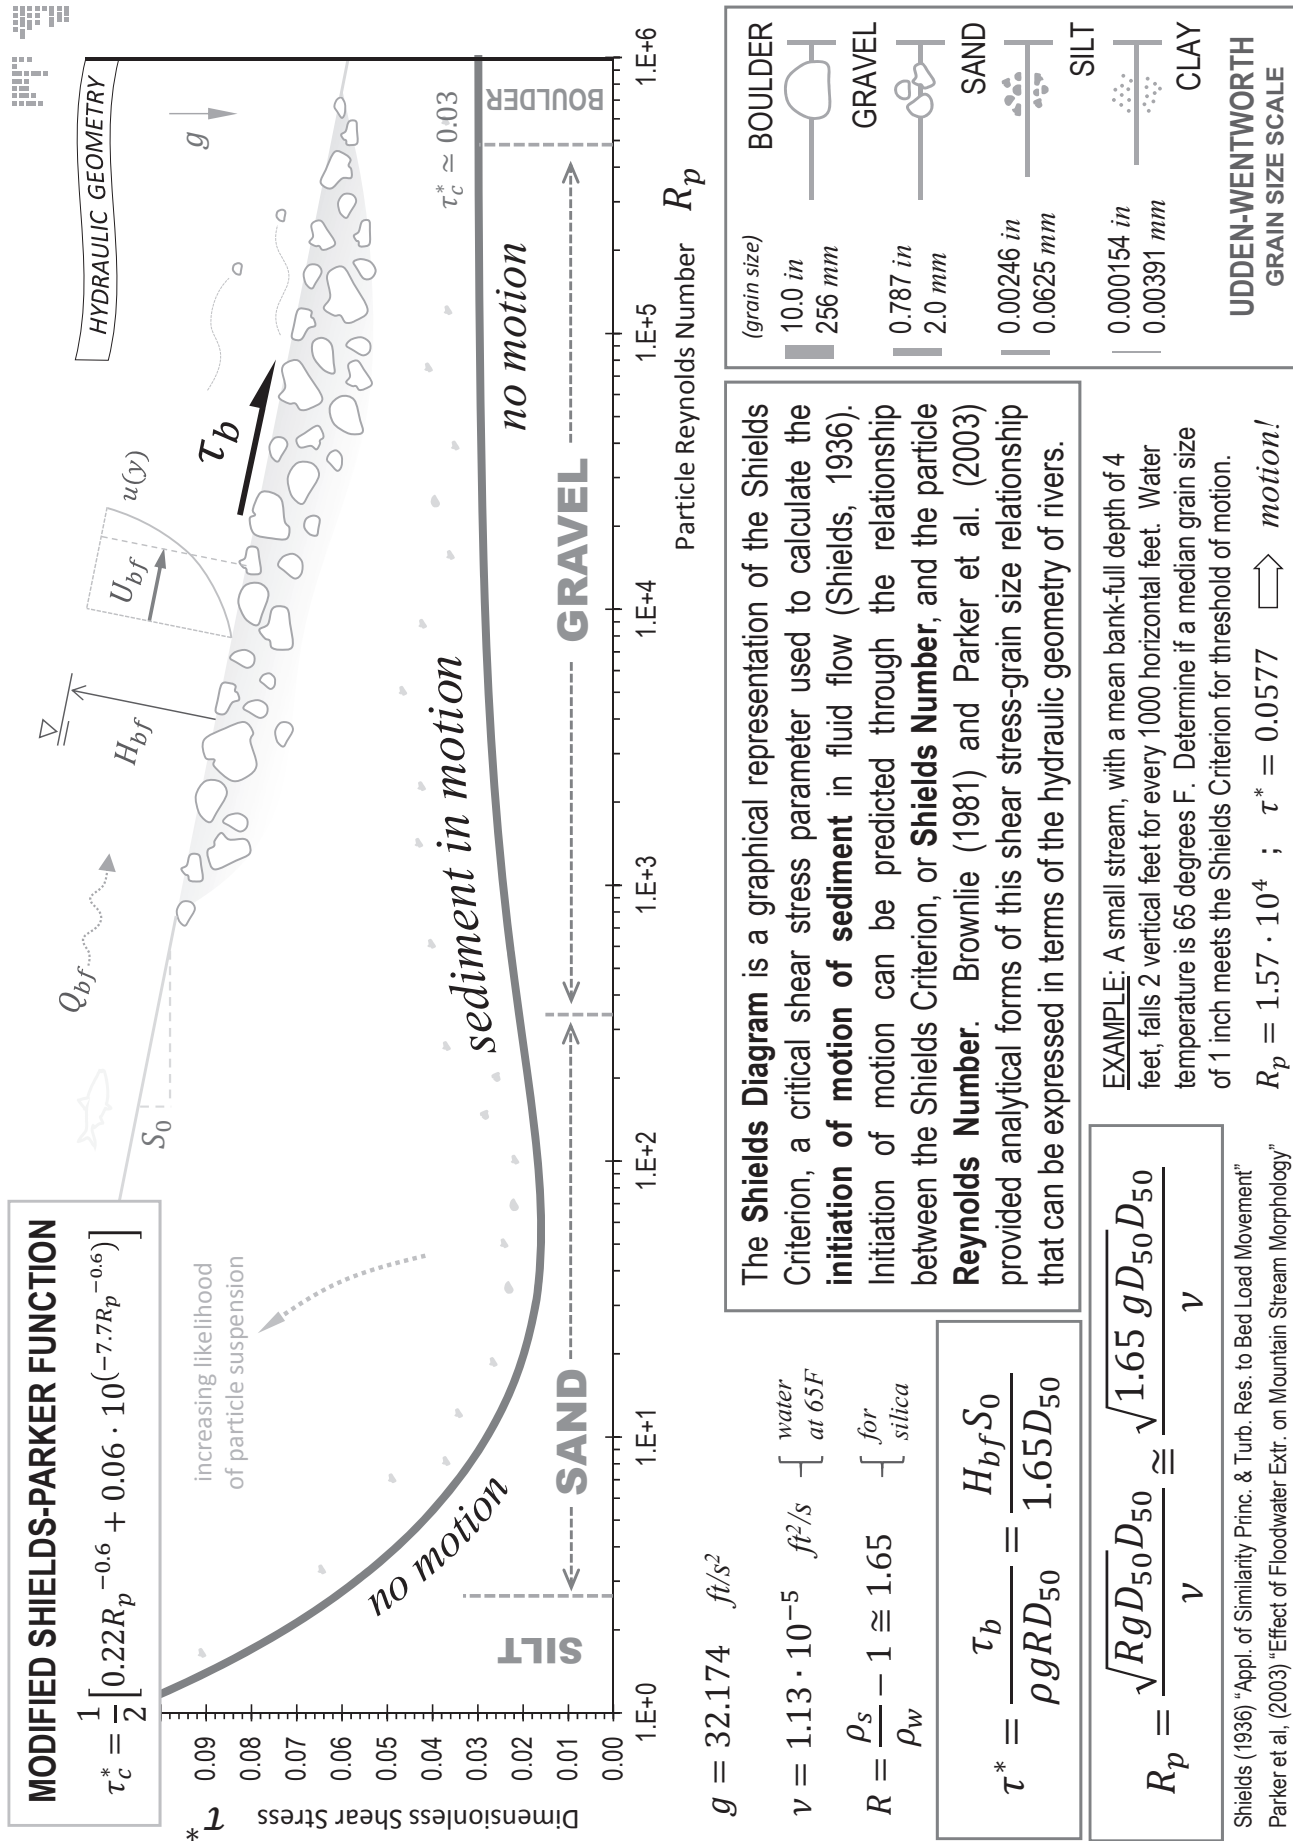 MODIFIED SHIELDS-PARKER FUNCTION
τ*c = 1/2 [0.22Rp^−0.6 + 0.06 · 10^(−7.7Rp^−0.6)]
HYDRAULIC GEOMETRY
S0
Qbf
Hbf
Ubf
u(y)
τb
g
increasing likelihood
of particle suspension
sediment in motion
no motion
no motion
τ*c ≃ 0.03
SILT
SAND
GRAVEL
BOULDER
Dimensionless Shear Stress τ*
0.09
0.08
0.07
0.06
0.05
0.04
0.03
0.02
0.01
0.00
1.E+0
1.E+1
1.E+2
1.E+3
1.E+4
1.E+5
1.E+6
Particle Reynolds Number Rp
g = 32.174 ft/s²
ν = 1.13 · 10⁻⁵ ft²/s water
at 65F
R = ρs/ρw − 1 ≅ 1.65 for
silica
τ* = τb/ρgRD50 = HbfS0/1.65D50
Rp = √RgD50 D50/ν ≅ √1.65 gD50 D50/ν
Shields (1936) "Appl. of Similarity Princ. & Turb. Res. to Bed Load Movement"
Parker et al, (2003) "Effect of Floodwater Extr. on Mountain Stream Morphology"
The Shields Diagram is a graphical representation of the Shields
Criterion, a critical shear stress parameter used to calculate the
initiation of motion of sediment in fluid flow (Shields, 1936).
Initiation of motion can be predicted through the relationship
between the Shields Criterion, or Shields Number, and the particle
Reynolds Number. Brownlie (1981) and Parker et al. (2003)
provided analytical forms of this shear stress-grain size relationship
that can be expressed in terms of the hydraulic geometry of rivers.
EXAMPLE: A small stream, with a mean bank-full depth of 4
feet, falls 2 vertical feet for every 1000 horizontal feet. Water
temperature is 65 degrees F. Determine if a median grain size
of 1 inch meets the Shields Criterion for threshold of motion.
Rp = 1.57 · 10⁴ ; τ* = 0.0577 ⇨ motion!
(grain size)
BOULDER
10.0 in
256 mm
GRAVEL
0.787 in
2.0 mm
SAND
0.00246 in
0.0625 mm
SILT
0.000154 in
0.00391 mm
CLAY
UDDEN-WENTWORTH
GRAIN SIZE SCALE